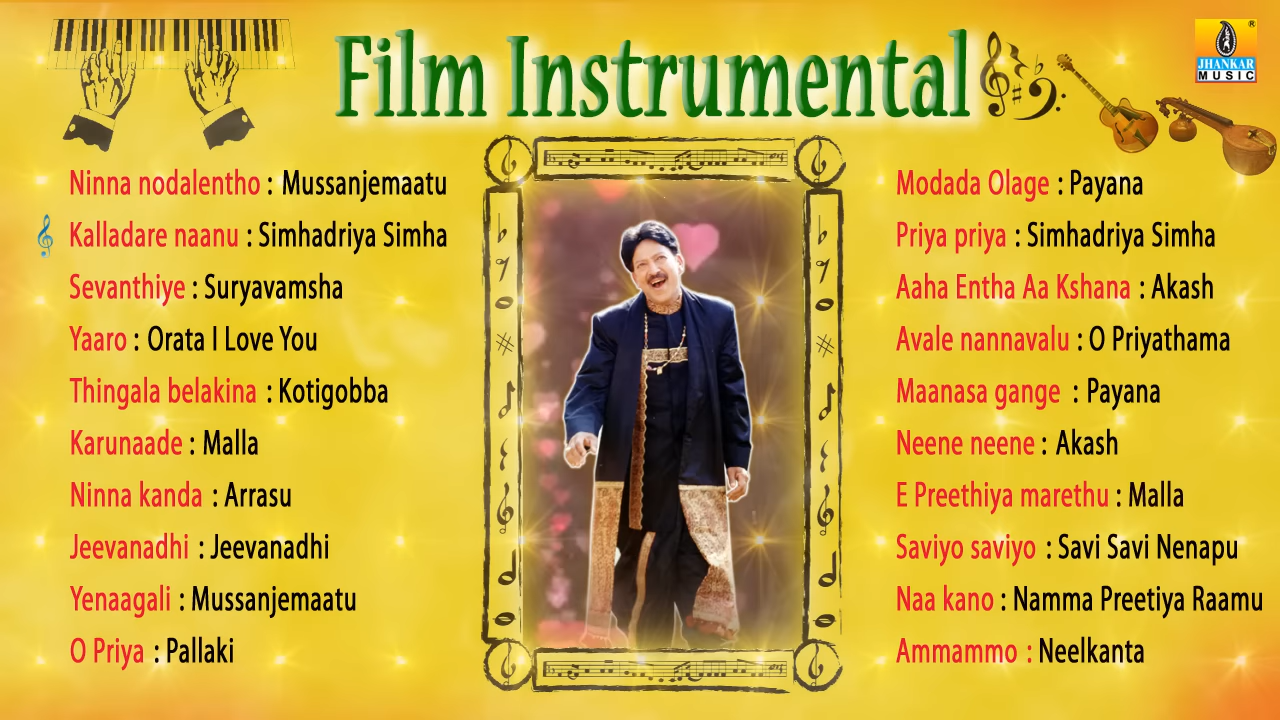 Film Instrumental
®
JHANKAR
MUSIC
Ninna nodalentho : Mussanjemaatu
Kalladare naanu : Simhadriya Simha
Sevanthiye : Suryavamsha
Yaaro : Orata I Love You
Thingala belakina : Kotigobba
Karunaade : Malla
Ninna kanda : Arrasu
Jeevanadhi : Jeevanadhi
Yenaagali : Mussanjemaatu
O Priya : Pallaki
Modada Olage : Payana
Priya priya : Simhadriya Simha
Aaha Entha Aa Kshana : Akash
Avale nannavalu : O Priyathama
Maanasa gange : Payana
Neene neene : Akash
E Preethiya marethu : Malla
Saviyo saviyo : Savi Savi Nenapu
Naa kano : Namma Preetiya Raamu
Ammammo : Neelkanta